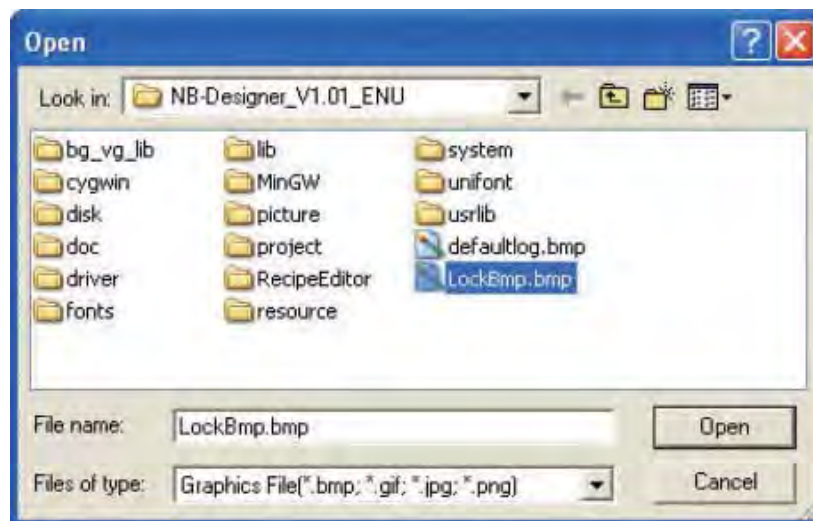 Open
Look in: NB-Designer_V1.01_ENU
bg_vg_lib lib system
cygwin MinGW unifont
disk picture usrlib
doc project defaultlog.bmp
driver RecipeEditor LockBmp.bmp
fonts resource
File name: LockBmp.bmp Open
Files of type: Graphics File(*.bmp; *.gif; *.jpg; *.png) Cancel